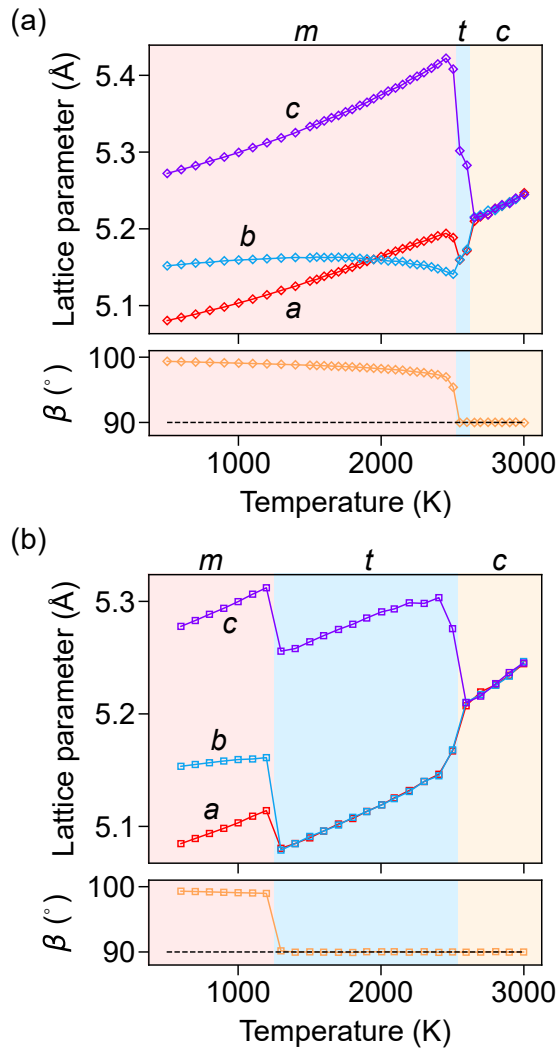 (a)
m t c
5.4
5.3
5.2
5.1
Lattice parameter (Å)
c
b
a
100
90
β (°)
1000 2000 3000
Temperature (K)
(b)
m t c
5.3
5.2
5.1
Lattice parameter (Å)
c
b
a
100
90
β (°)
1000 2000 3000
Temperature (K)